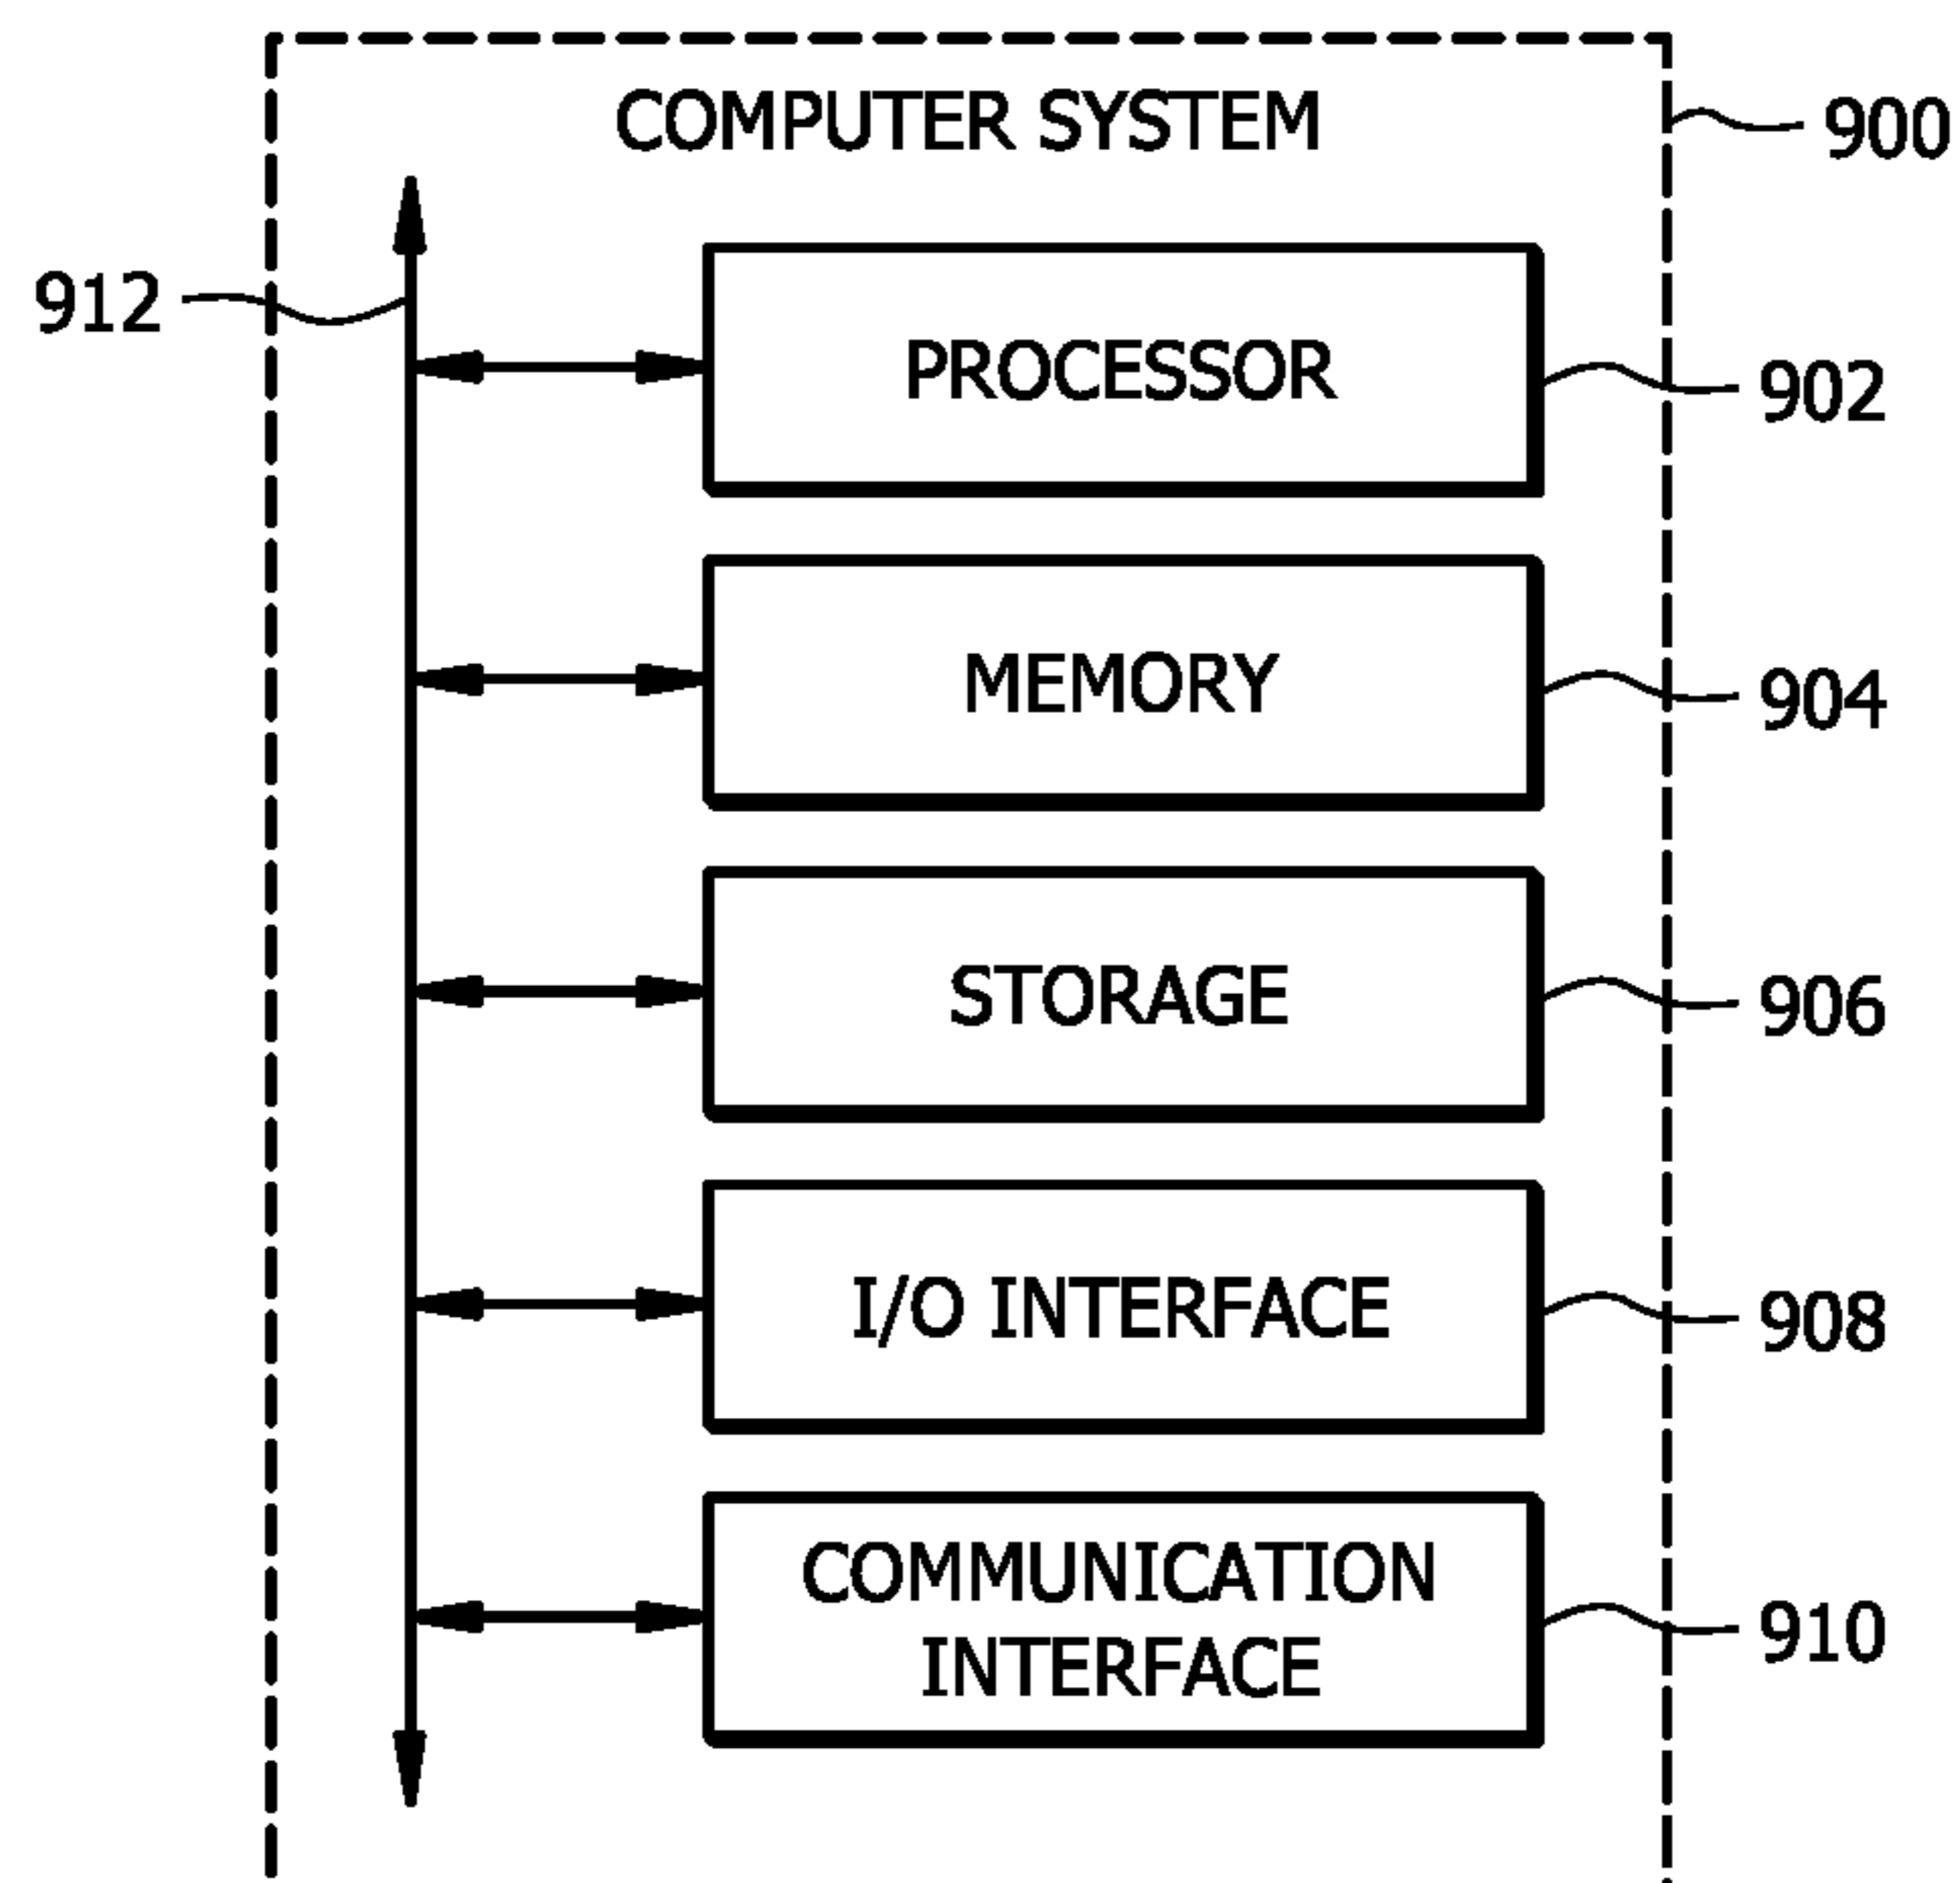 COMPUTER SYSTEM
900
912
PROCESSOR
902
MEMORY
904
STORAGE
906
I/O INTERFACE
908
COMMUNICATION
INTERFACE
910